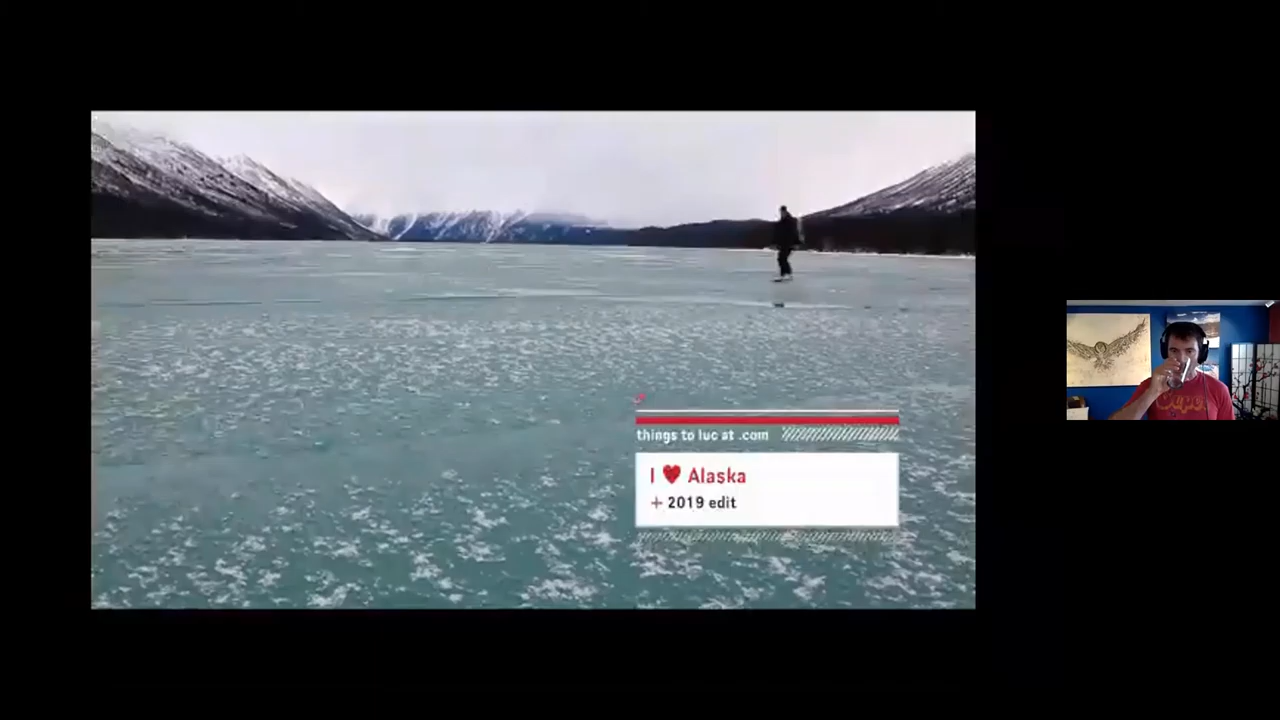 things to luc at .com
I ♥ Alaska
+ 2019 edit